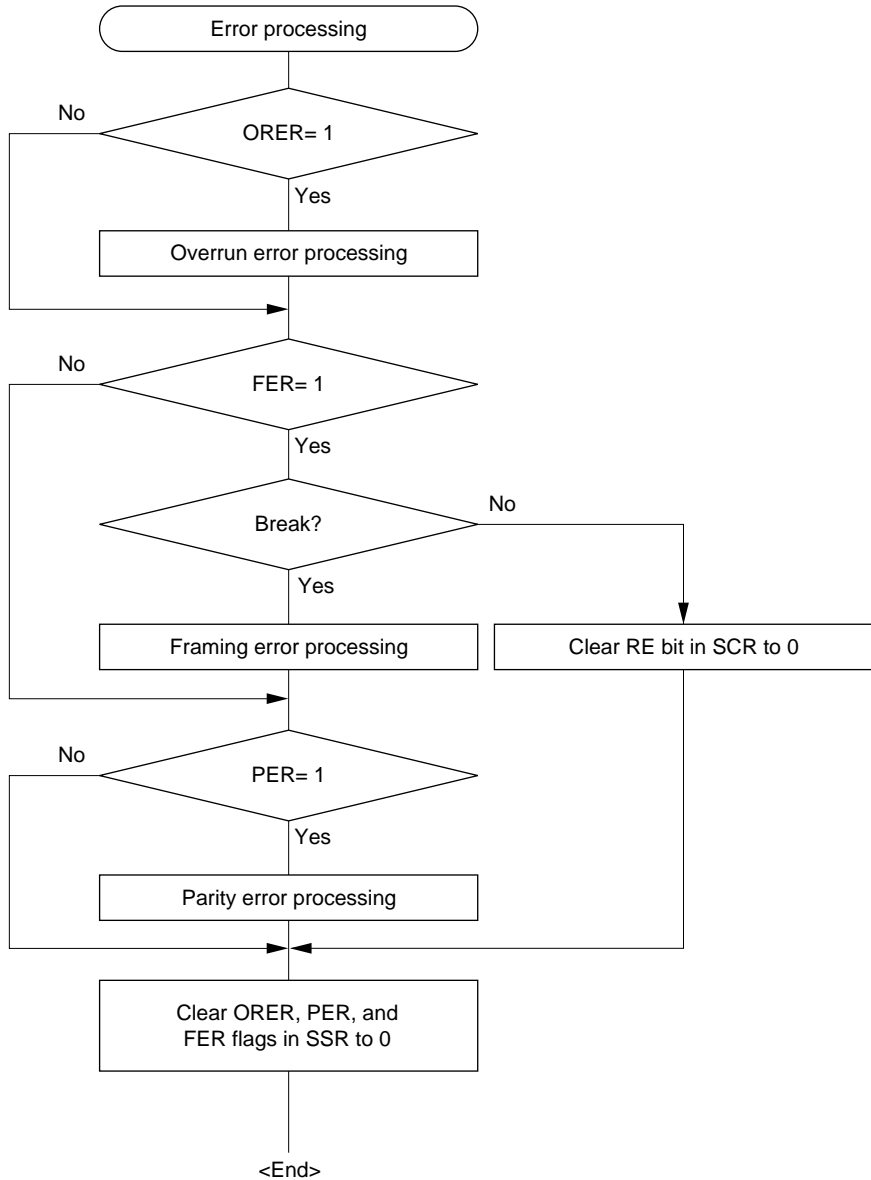 Error processing
No
ORER= 1
Yes
Overrun error processing
No
FER= 1
Yes
Break?
No
Yes
Framing error processing
Clear RE bit in SCR to 0
No
PER= 1
Yes
Parity error processing
Clear ORER, PER, and
FER flags in SSR to 0
<End>